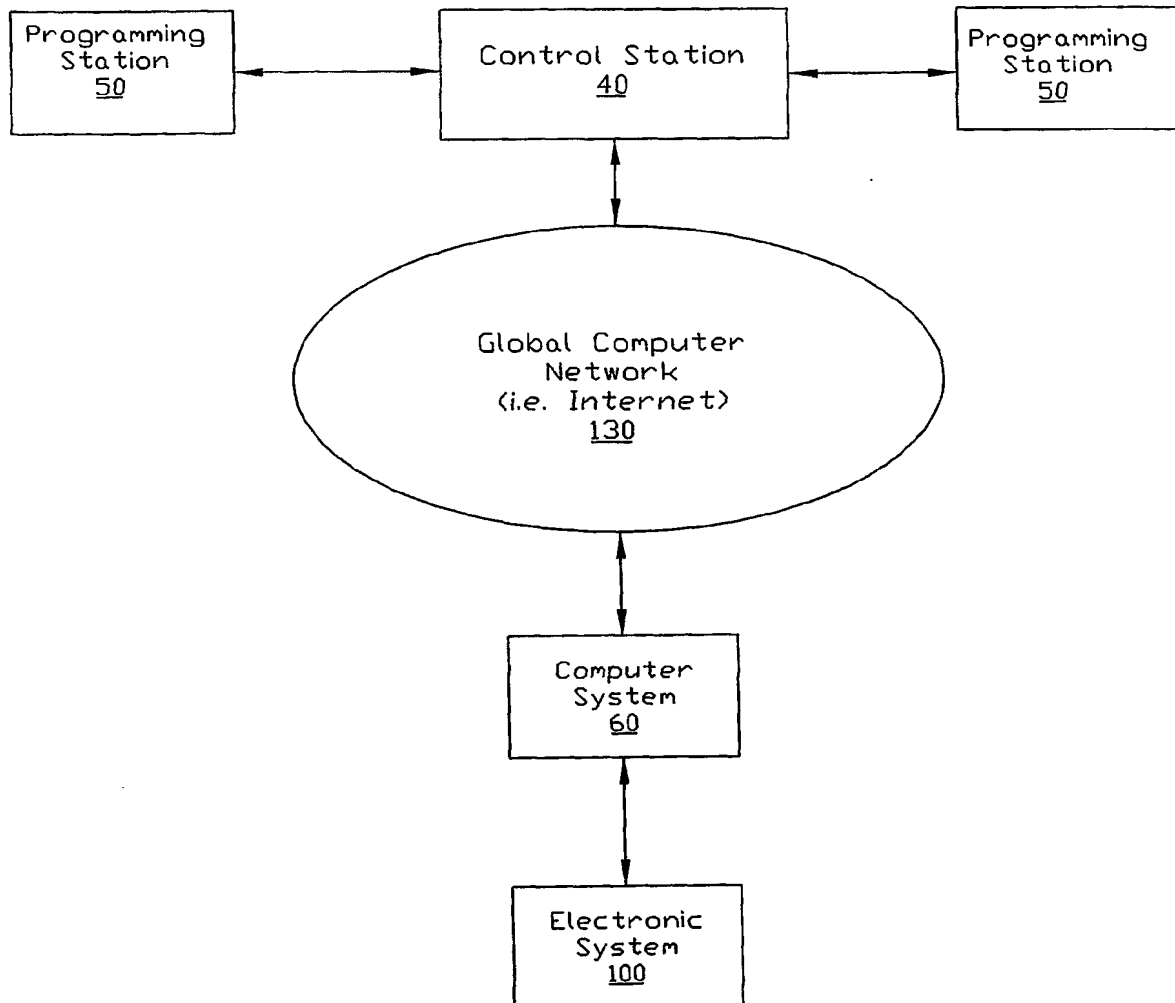 Programming
Station
50
Control Station
40
Programming
Station
50
Global Computer
Network
(i.e. Internet)
130
Computer
System
60
Electronic
System
100